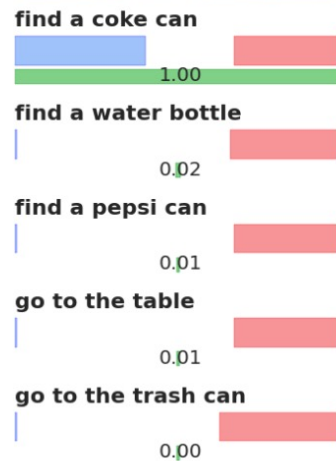 find a coke can
1.00
find a water bottle
0.02
find a pepsi can
0.01
go to the table
0.01
go to the trash can
0.00